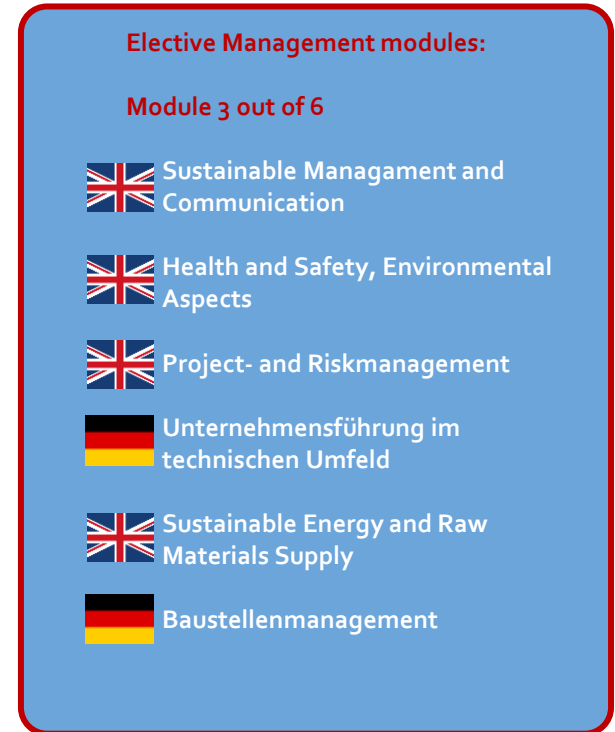 Elective Management modules:
Module 3 out of 6
Sustainable Managament and
Communication
Health and Safety, Environmental
Aspects
Project- and Riskmanagement
Unternehmensführung im
technischen Umfeld
Sustainable Energy and Raw
Materials Supply
Baustellenmanagement